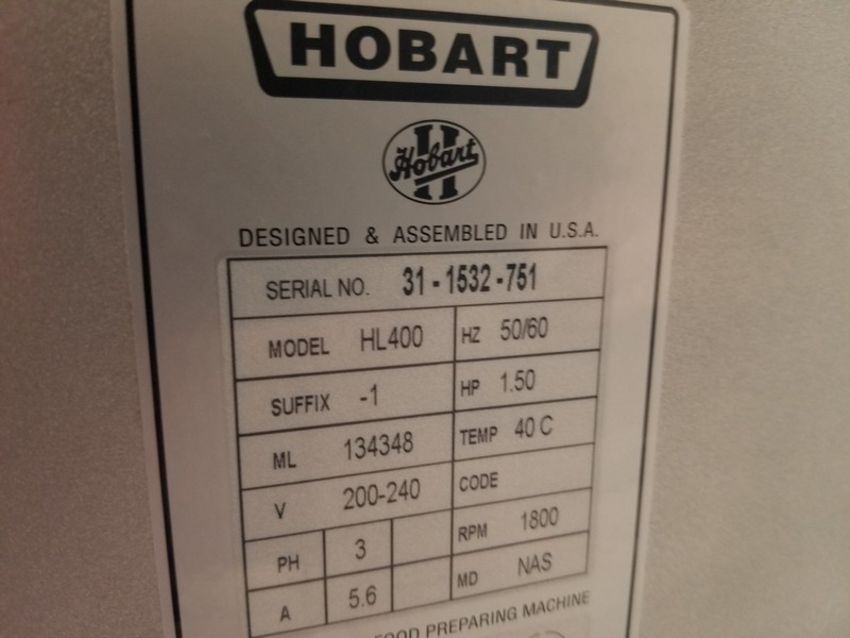 HOBART
Hobart
DESIGNED & ASSEMBLED IN U.S.A.
SERIAL NO. 31-1532-751
MODEL HL400 HZ 50/60
SUFFIX -1 HP 1.50
ML 134348 TEMP 40 C
V 200-240 CODE
PH 3 RPM 1800
A 5.6 MD NAS
FOOD PREPARING MACHINE